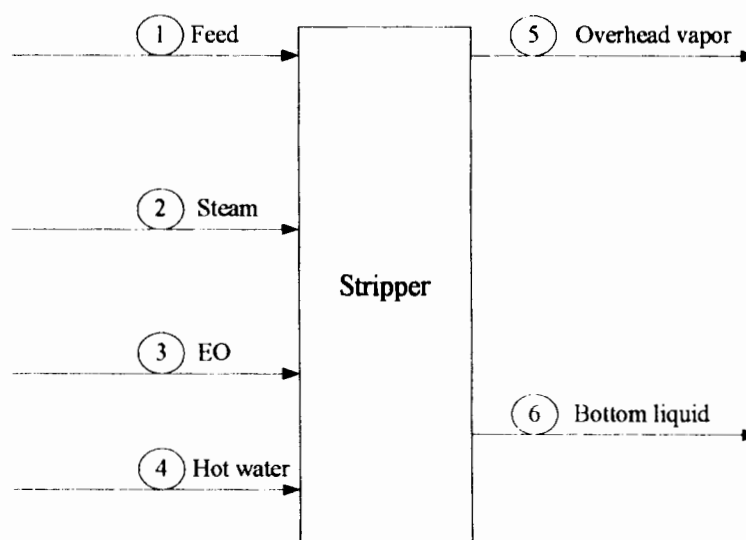 1 Feed
5 Overhead vapor
2 Steam
Stripper
3 EO
6 Bottom liquid
4 Hot water